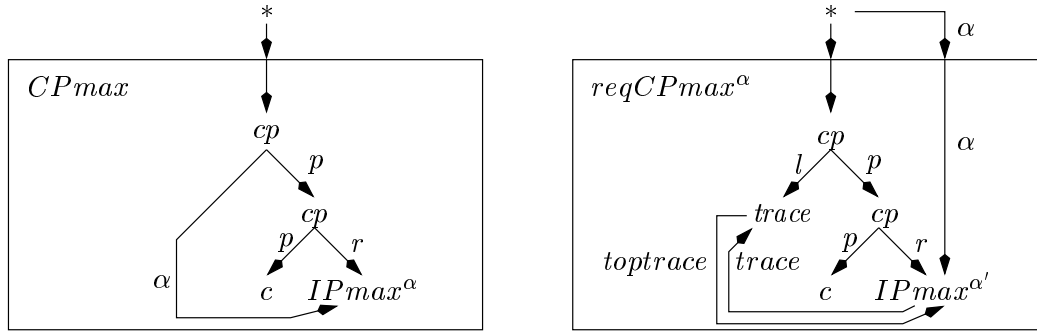 * *
α
CPmax reqCPmax^α
cp
cp α
p l p
cp trace cp
p r p r
α toptrace trace
c IPmax^α c IPmax^α'